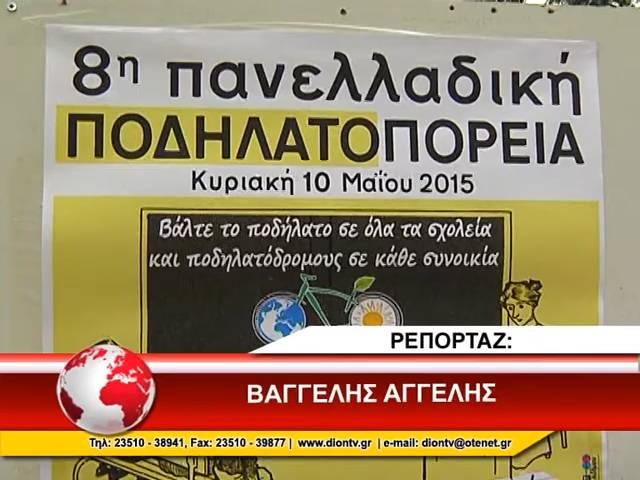 8η πανελλαδική
ΠΟΔΗΛΑΤΟΠΟΡΕΙΑ
Κυριακή 10 Μαΐου 2015
Βάλτε το ποδήλατο σε όλα τα σχολεία
και ποδηλατόδρομους σε κάθε συνοικία
ΡΕΠΟΡΤΑΖ:
ΒΑΓΓΕΛΗΣ ΑΓΓΕΛΗΣ
Τηλ: 23510 - 38941, Fax: 23510 - 39877 | www.diontv.gr | e-mail: diontv@otenet.gr